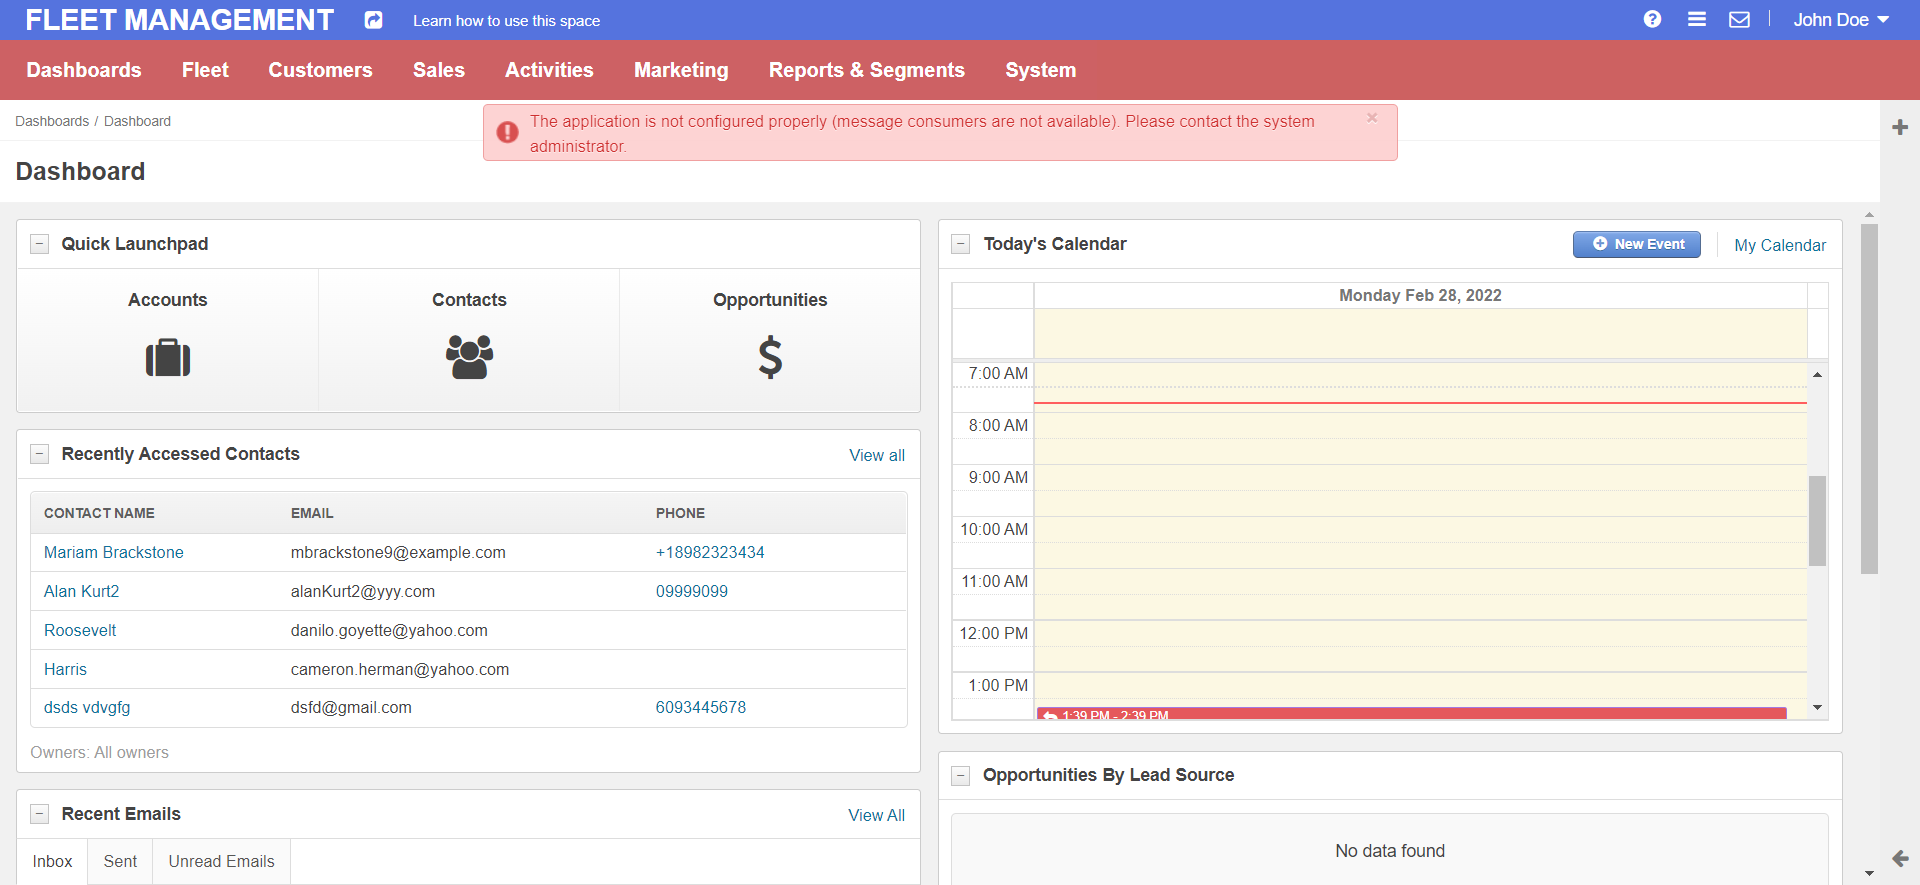 FLEET MANAGEMENT
Learn how to use this space
?
John Doe
Dashboards Fleet Customers Sales Activities Marketing Reports & Segments System
Dashboards / Dashboard
The application is not configured properly (message consumers are not available). Please contact the system
administrator.
×
Dashboard
Quick Launchpad
Accounts Contacts Opportunities
$
Recently Accessed Contacts View all
CONTACT NAME EMAIL PHONE
Mariam Brackstone mbrackstone9@example.com +18982323434
Alan Kurt2 alanKurt2@yyy.com 09999099
Roosevelt danilo.goyette@yahoo.com
Harris cameron.herman@yahoo.com
dsds vdvgfg dsfd@gmail.com 6093445678
Owners: All owners
Recent Emails View All
Inbox Sent Unread Emails
Today's Calendar New Event My Calendar
Monday Feb 28, 2022
7:00 AM
8:00 AM
9:00 AM
10:00 AM
11:00 AM
12:00 PM
1:00 PM
1:39 PM - 2:39 PM
Opportunities By Lead Source
No data found